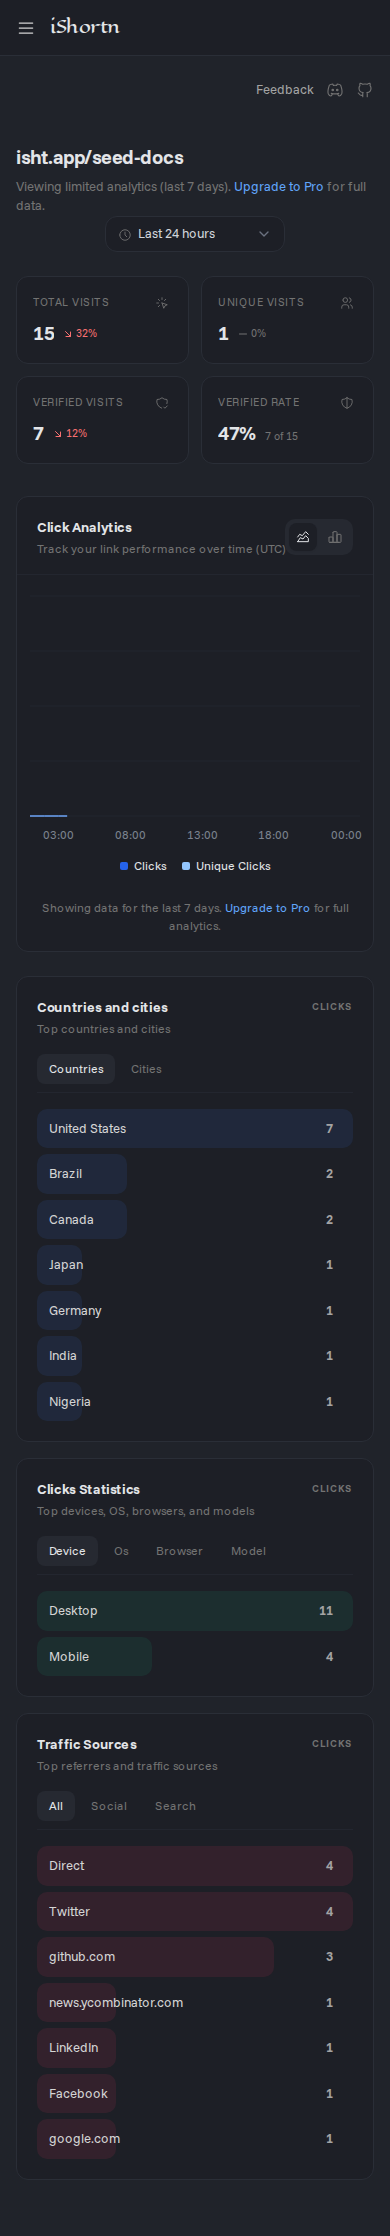 iShortn
Feedback
isht.app/seed-docs
Viewing limited analytics (last 7 days). Upgrade to Pro for full
data.
Last 24 hours
TOTAL VISITS
15 32%
UNIQUE VISITS
1 — 0%
VERIFIED VISITS
7 12%
VERIFIED RATE
47% 7 of 15
Click Analytics
Track your link performance over time (UTC)
03:00 08:00 13:00 18:00 00:00
Clicks Unique Clicks
Showing data for the last 7 days. Upgrade to Pro for full
analytics.
Countries and cities CLICKS
Top countries and cities
Countries Cities
United States 7
Brazil 2
Canada 2
Japan 1
Germany 1
India 1
Nigeria 1
Clicks Statistics CLICKS
Top devices, OS, browsers, and models
Device Os Browser Model
Desktop 11
Mobile 4
Traffic Sources CLICKS
Top referrers and traffic sources
All Social Search
Direct 4
Twitter 4
github.com 3
news.ycombinator.com 1
LinkedIn 1
Facebook 1
google.com 1